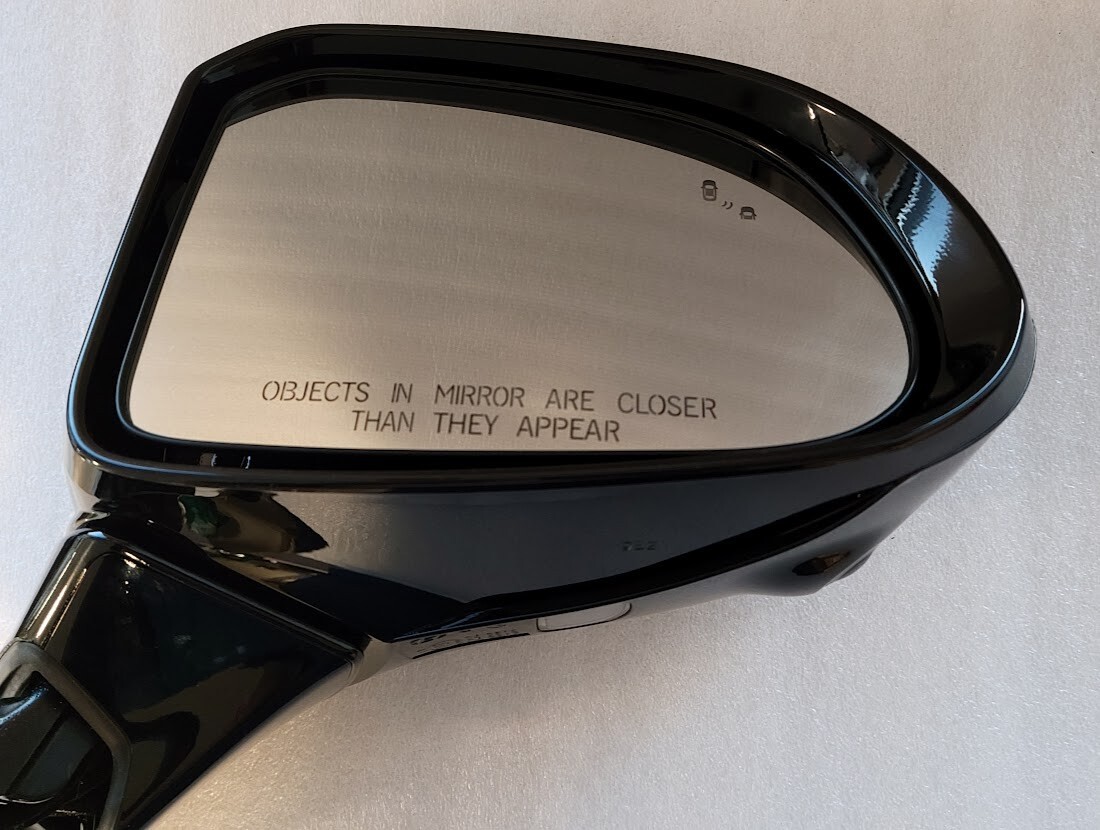 OBJECTS IN MIRROR ARE CLOSER
THAN THEY APPEAR